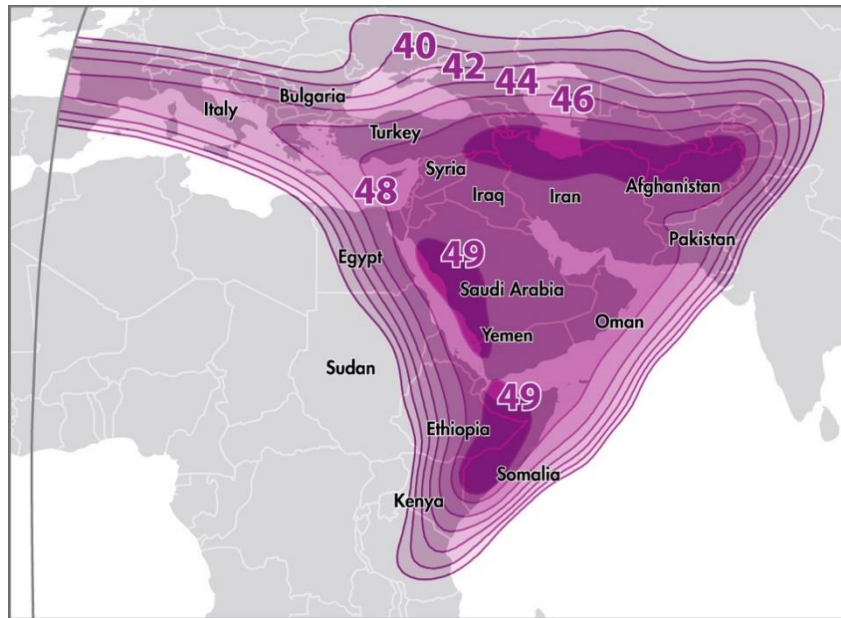 40
42
44
46
Italy
Bulgaria
Turkey
Syria
48
Iraq
Iran
Afghanistan
Egypt
49
Pakistan
Saudi Arabia
Yemen
Oman
Sudan
49
Ethiopia
Somalia
Kenya